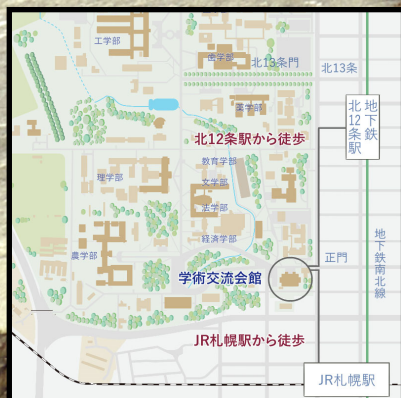 工学部
歯学部
北13条門
北13条
薬学部
地下鉄
北12条駅
北12条駅から徒歩
教育学部
理学部
文学部
法学部
経済学部
農学部
正門
地下鉄南北線
学術交流会館
JR札幌駅から徒歩
JR札幌駅